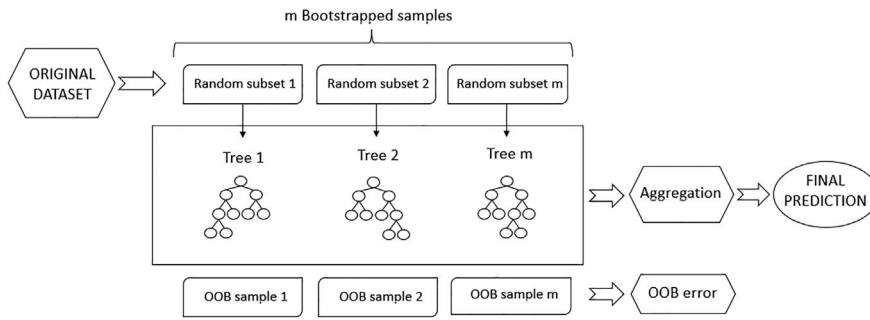 m Bootstrapped samples
ORIGINAL
DATASET
Random subset 1
Random subset 2
Random subset m
Tree 1
Tree 2
Tree m
Aggregation
FINAL
PREDICTION
OOB sample 1
OOB sample 2
OOB sample m
OOB error